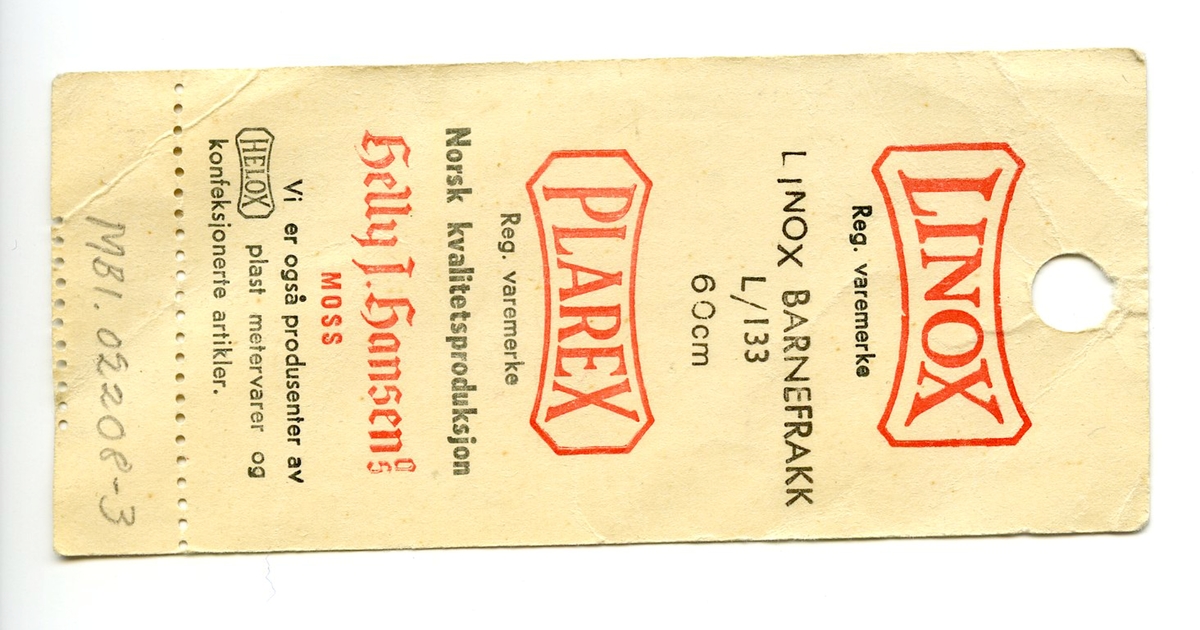 LINOX
Reg. varemerke
LINOX BARNEFRAKK
L/133
60cm
PLAREX
Reg. varemerke
Norsk kvalitetsproduksjon
Helly J. Hansen
MOSS
Vi er også produsenter av
HELOX plast metervarer og
konfeksjonerte artikler.
MBI.02208-3